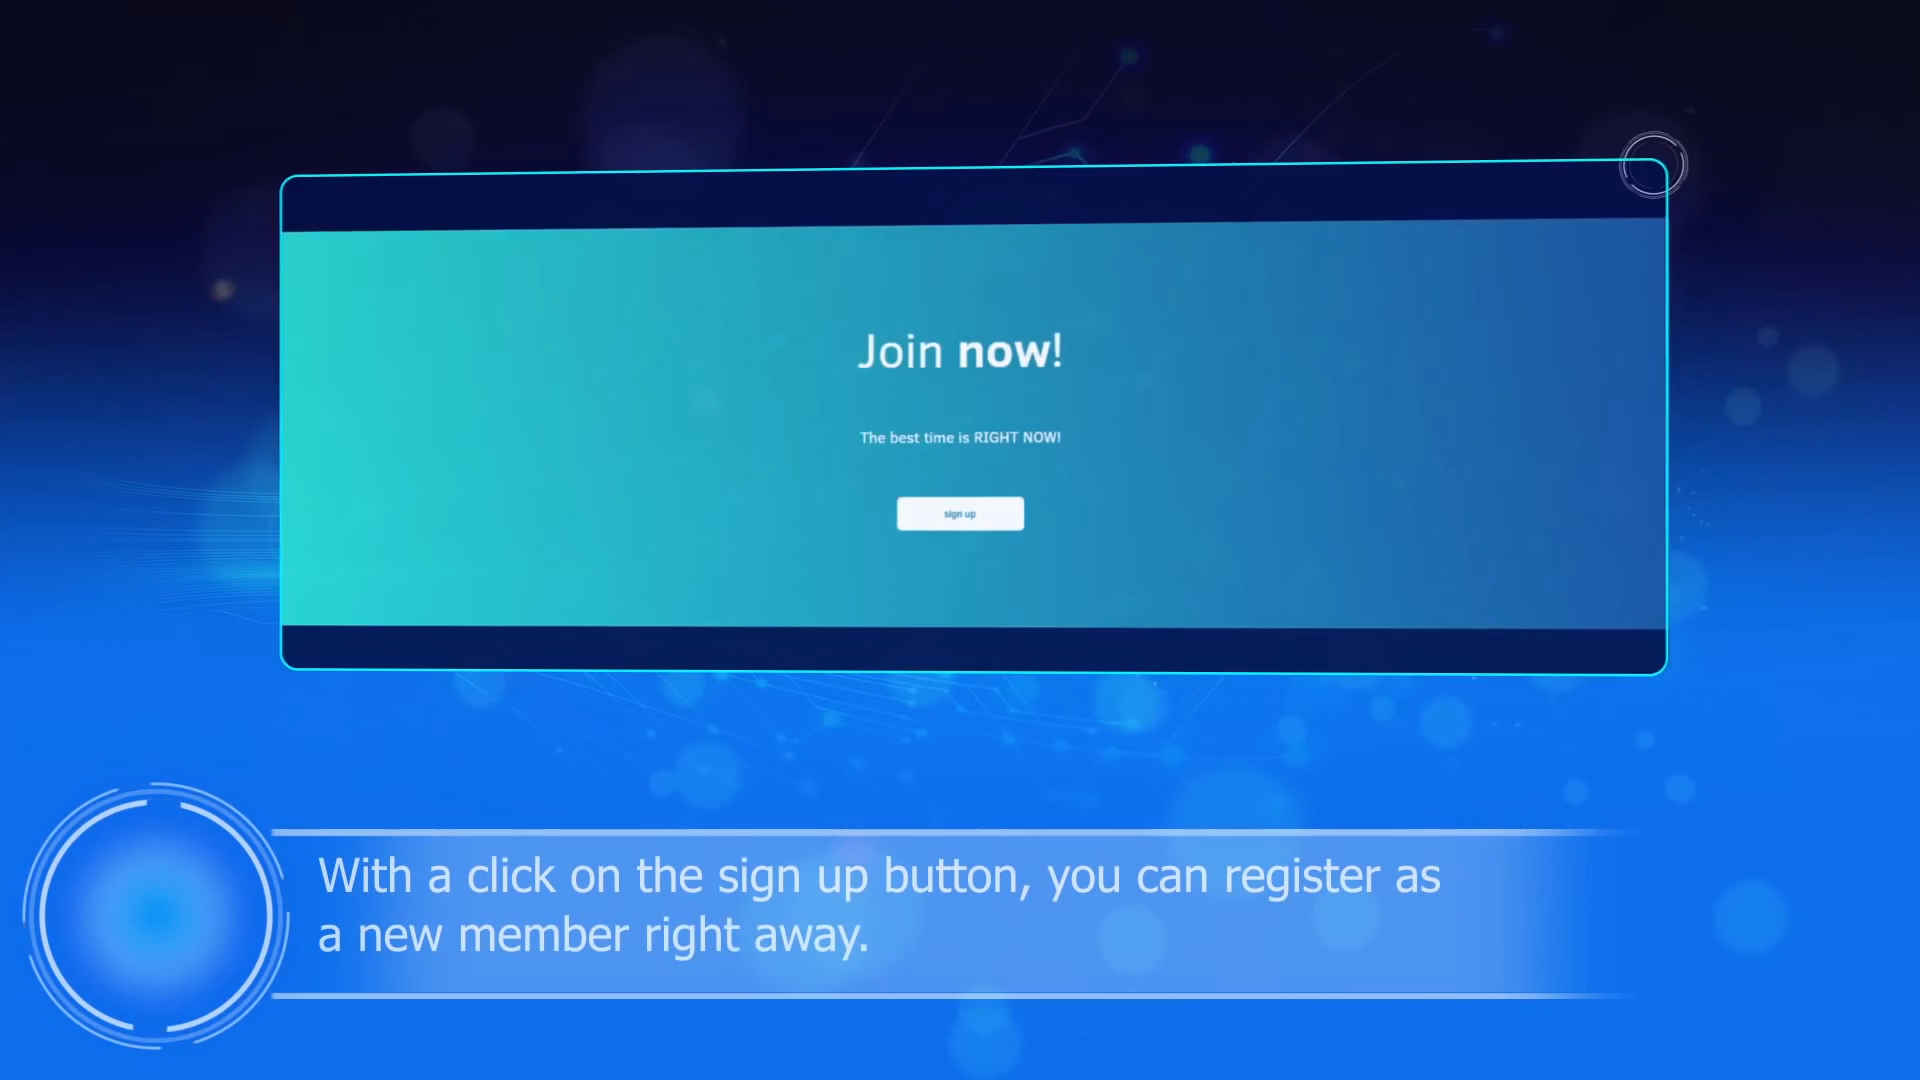 Join now!
The best time is RIGHT NOW!
sign up
With a click on the sign up button, you can register as
a new member right away.